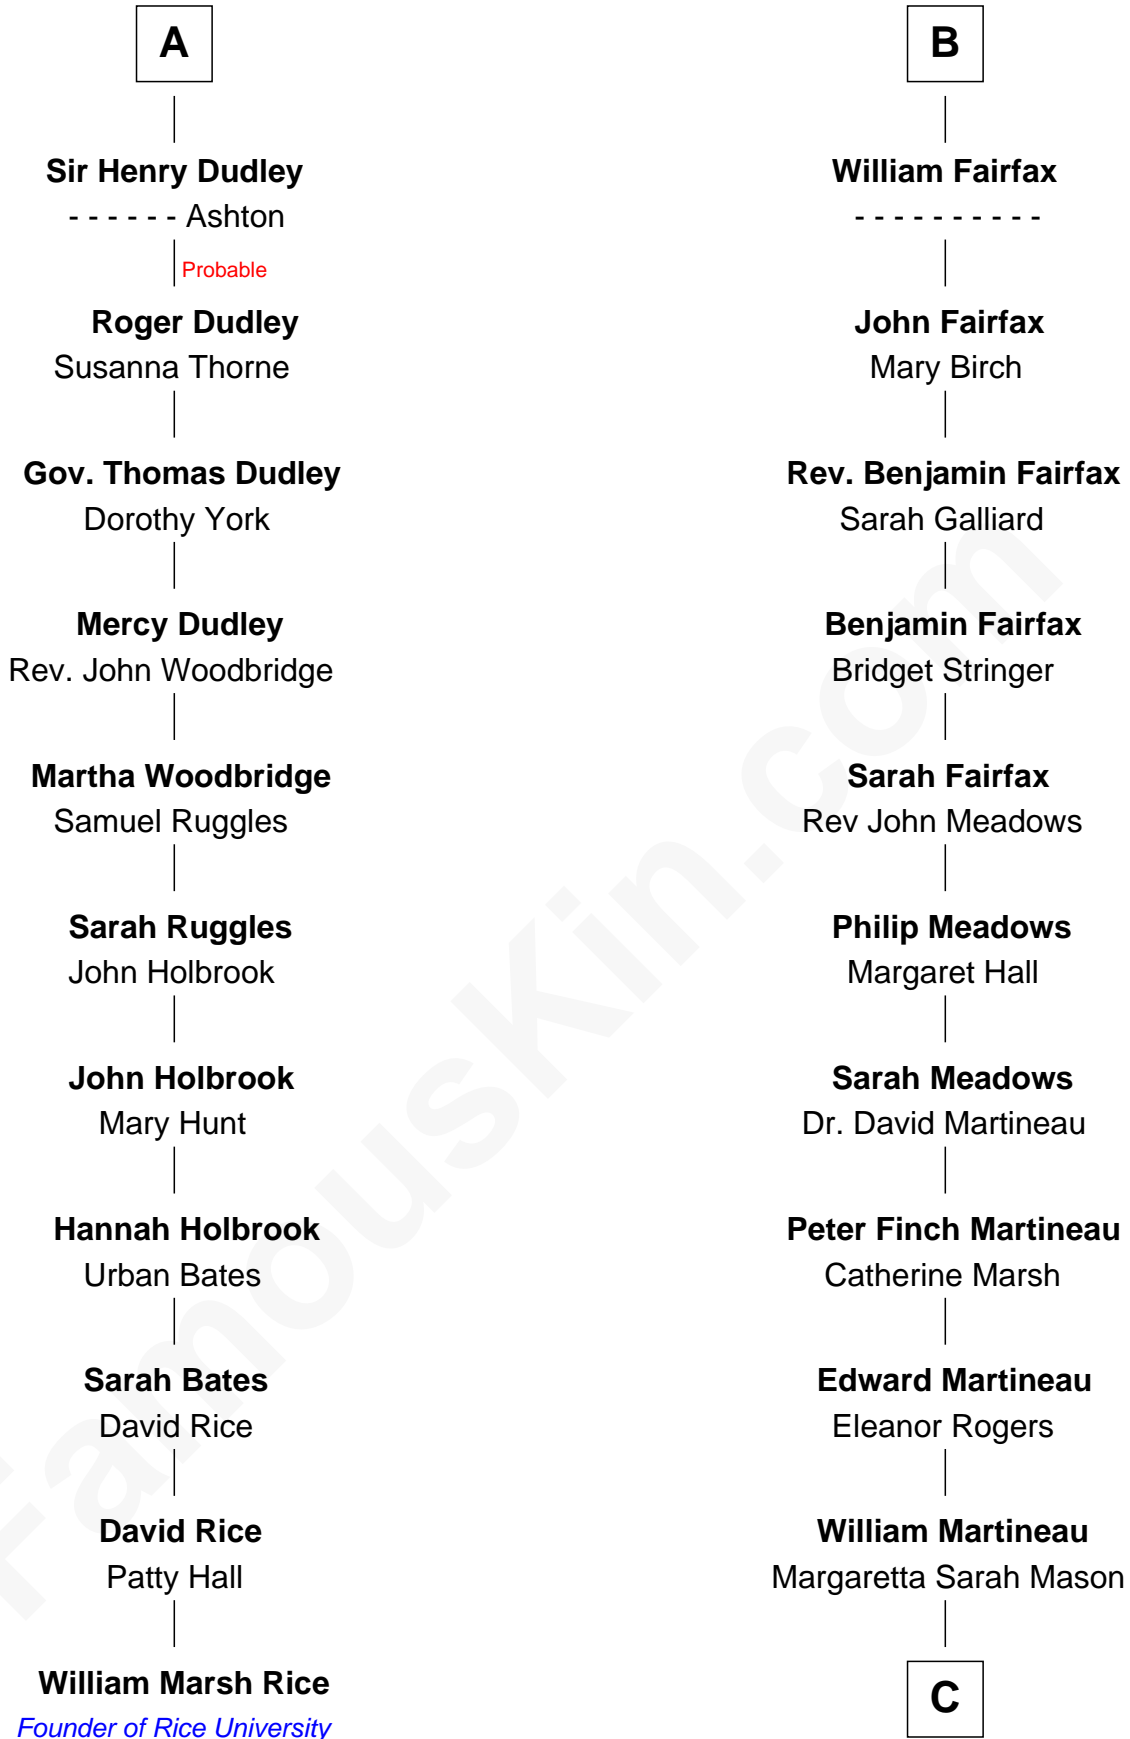 A
Sir Henry Dudley
- - - - - - Ashton
Probable
Roger Dudley
Susanna Thorne
Gov. Thomas Dudley
Dorothy York
Mercy Dudley
Rev. John Woodbridge
Martha Woodbridge
Samuel Ruggles
Sarah Ruggles
John Holbrook
John Holbrook
Mary Hunt
Hannah Holbrook
Urban Bates
Sarah Bates
David Rice
David Rice
Patty Hall
William Marsh Rice
Founder of Rice University
B
William Fairfax
- - - - - - - - - -
John Fairfax
Mary Birch
Rev. Benjamin Fairfax
Sarah Galliard
Benjamin Fairfax
Bridget Stringer
Sarah Fairfax
Rev John Meadows
Philip Meadows
Margaret Hall
Sarah Meadows
Dr. David Martineau
Peter Finch Martineau
Catherine Marsh
Edward Martineau
Eleanor Rogers
William Martineau
Margaretta Sarah Mason
C
FamousKin.com